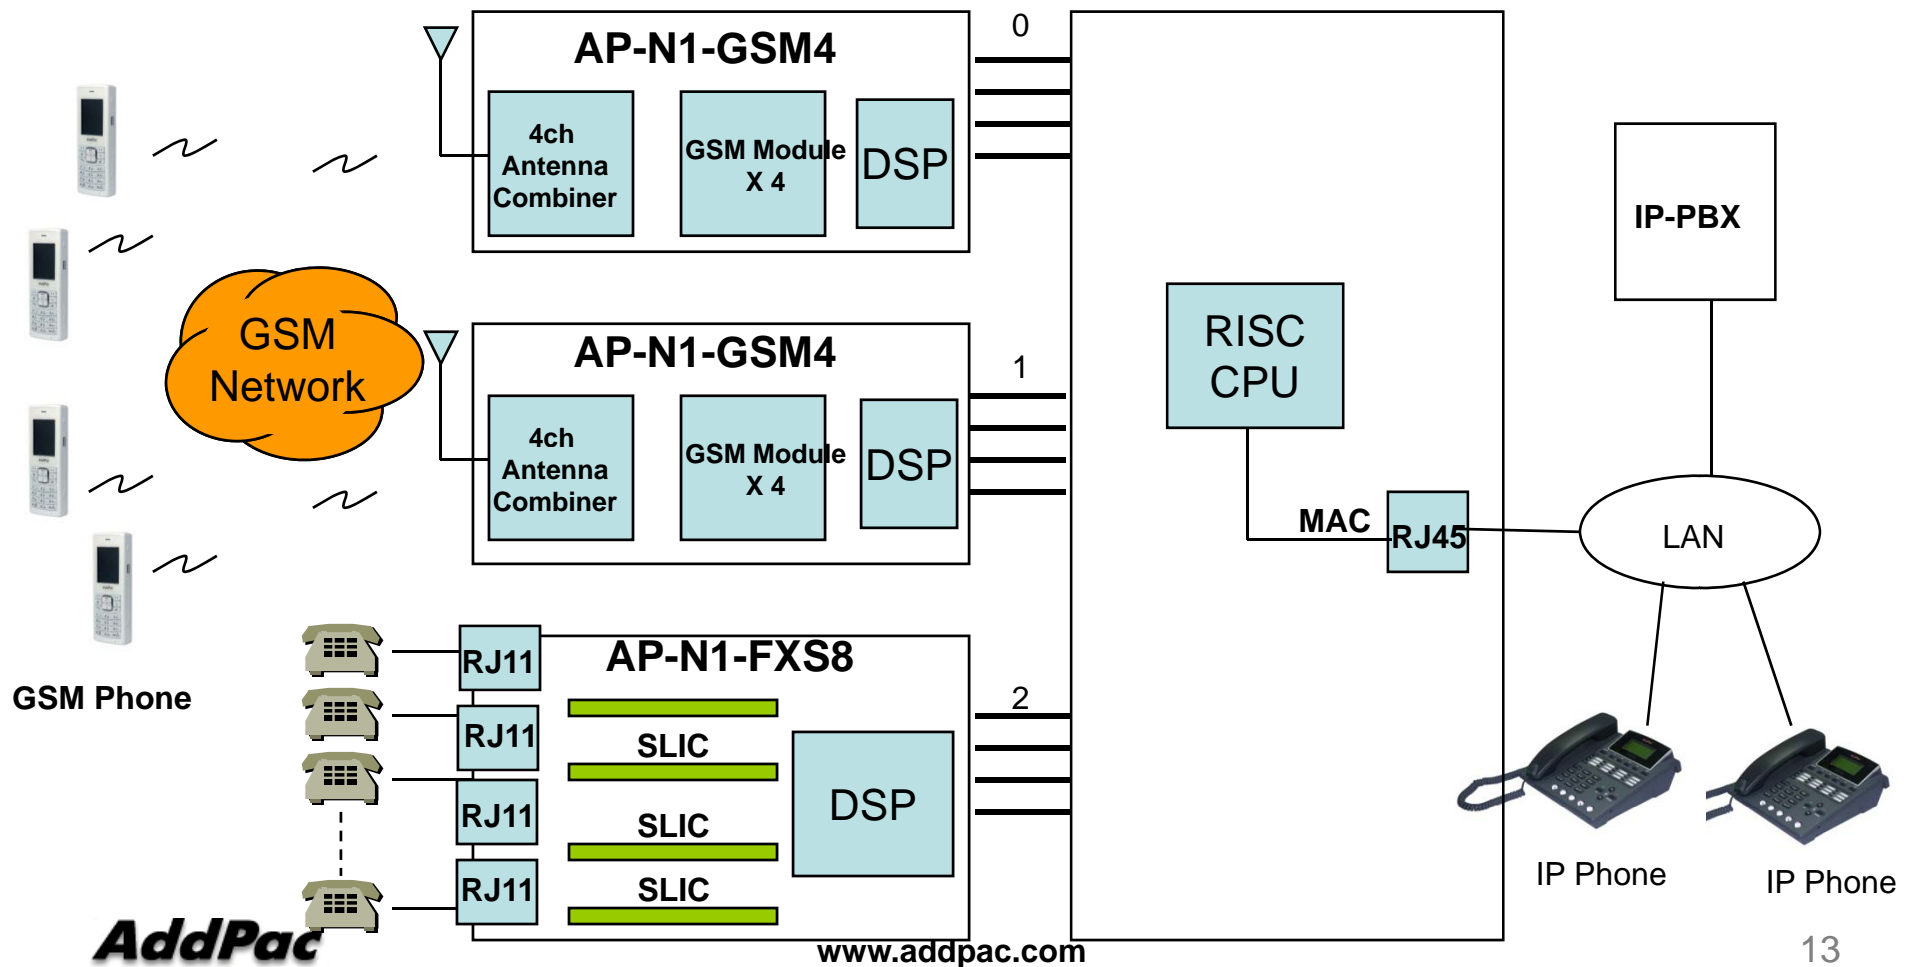 AP-N1-GSM4
4ch
Antenna
Combiner
GSM Module
X 4
DSP
0
GSM
Network
AP-N1-GSM4
4ch
Antenna
Combiner
GSM Module
X 4
DSP
1
GSM Phone
RJ11
RJ11
RJ11
RJ11
AP-N1-FXS8
SLIC
SLIC
SLIC
DSP
2
RISC
CPU
MAC
RJ45
IP-PBX
LAN
IP Phone
IP Phone
AddPac
www.addpac.com
13